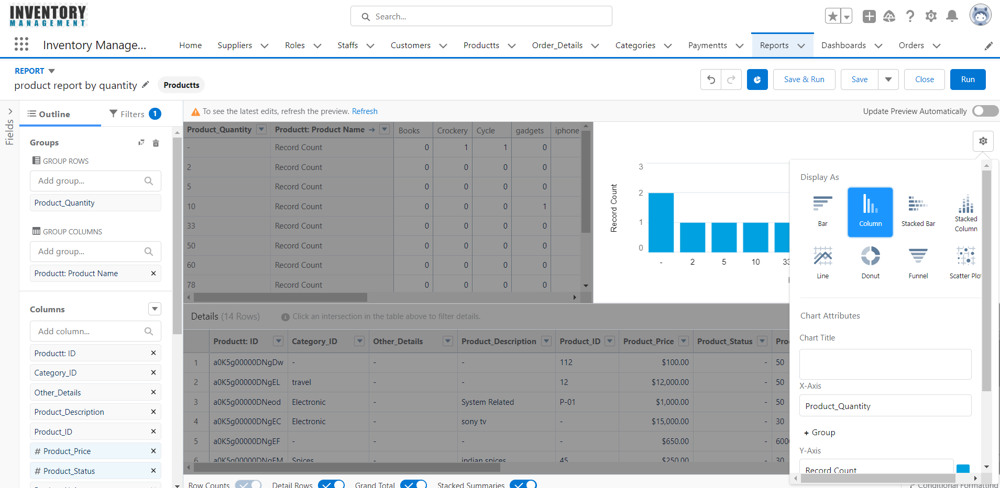 INVENTORY
MANAGEMENT
Search...
Inventory Manage...
Home
Suppliers
Roles
Staffs
Customers
Productts
Order_Details
Categories
Paymentts
Reports
Dashboards
Orders
REPORT
product report by quantity
Productts
Save & Run
Save
Close
Run
Fields
Outline
Filters
1
To see the latest edits, refresh the preview. Refresh
Update Preview Automatically
Groups
GROUP ROWS
Add group...
Product_Quantity
GROUP COLUMNS
Add group...
Productt: Product Name
Columns
Add column...
Productt: ID
Category_ID
Other_Details
Product_Description
Product_ID
# Product_Price
# Product_Status
Product_Quantity Productt: Product Name → Books Crockery Cycle gadgets iphone
- Record Count 0 1 1 0
2 Record Count 0 0 0 0
5 Record Count 0 0 0 0
10 Record Count 0 0 0 1
33 Record Count 0 0 0 0
50 Record Count 0 0 0 0
60 Record Count 0 0 0 0
78 Record Count 0 0 0 0
Record Count
3
2
1
0
- 2 5 10 33
Details (14 Rows)
Click an intersection in the table above to filter details.
Productt: ID Category_ID Other_Details Product_Description Product_ID Product_Price Product_Status Pro
1 a0K5g00000DNgDw - - - 112 $100.00 - 50
2 a0K5g00000DNgEL travel - - 12 $12,000.00 - 50
3 a0K5g00000DNeod Electronic - System Related P-01 $1,000.00 - 50
4 a0K5g00000DNgEC Electronic - sony tv - $15,000.00 - 30
5 a0K5g00000DNgEF - - - - $650.00 - 600
6 a0K5g00000DNgEM Spices - indian spices 45 $250.00 - 30
Row Counts
Detail Rows
Grand Total
Stacked Summaries
Conditional Formatting
Display As
Bar
Column
Stacked Bar
Stacked
Column
Line
Donut
Funnel
Scatter Plo
Chart Attributes
Chart Title
X-Axis
Product_Quantity
+ Group
Y-Axis
Record Count